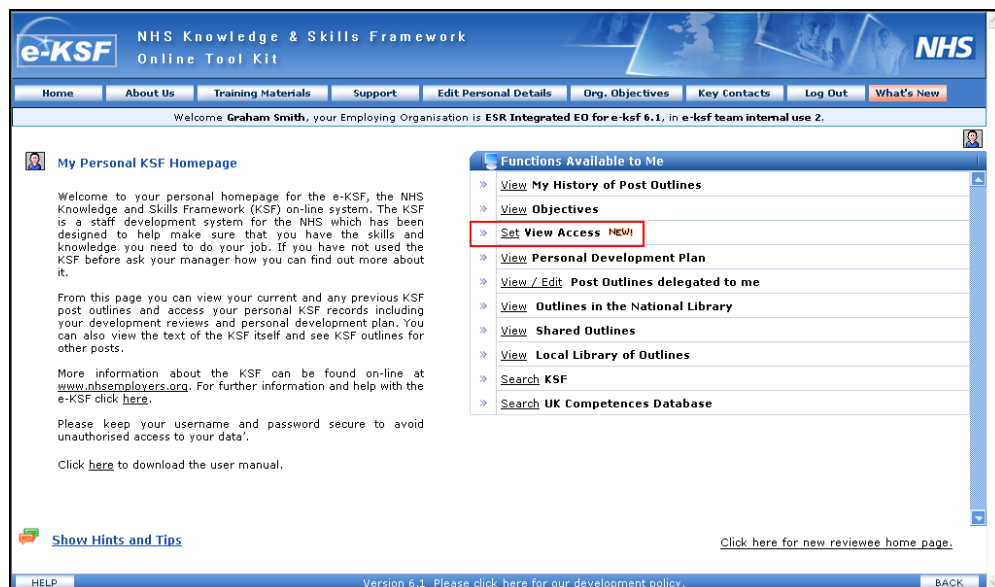 e-KSF
NHS Knowledge & Skills Framework
Online Tool Kit
NHS
Home About Us Training Materials Support Edit Personal Details Org. Objectives Key Contacts Log Out What's New
Welcome Graham Smith, your Employing Organisation is ESR Integrated EO for e-ksf 6.1, in e-ksf team internal use 2.
My Personal KSF Homepage
Welcome to your personal homepage for the e-KSF, the NHS
Knowledge and Skills Framework (KSF) on-line system. The KSF
is a staff development system for the NHS which has been
designed to help make sure that you have the skills and
knowledge you need to do your job. If you have not used the
KSF before ask your manager how you can find out more about
it.
From this page you can view your current and any previous KSF
post outlines and access your personal KSF records including
your development reviews and personal development plan. You
can also view the text of the KSF itself and see KSF outlines for
other posts.
More information about the KSF can be found on-line at
www.nhsemployers.org. For further information and help with the
e-KSF click here.
Please keep your username and password secure to avoid
unauthorised access to your data’.
Click here to download the user manual.
Functions Available to Me
» View My History of Post Outlines
» View Objectives
» Set View Access NEW!
» View Personal Development Plan
» View / Edit Post Outlines delegated to me
» View Outlines in the National Library
» View Shared Outlines
» View Local Library of Outlines
» Search KSF
» Search UK Competences Database
Show Hints and Tips
Click here for new reviewee home page.
HELP Version 6.1 Please click here for our development policy. BACK